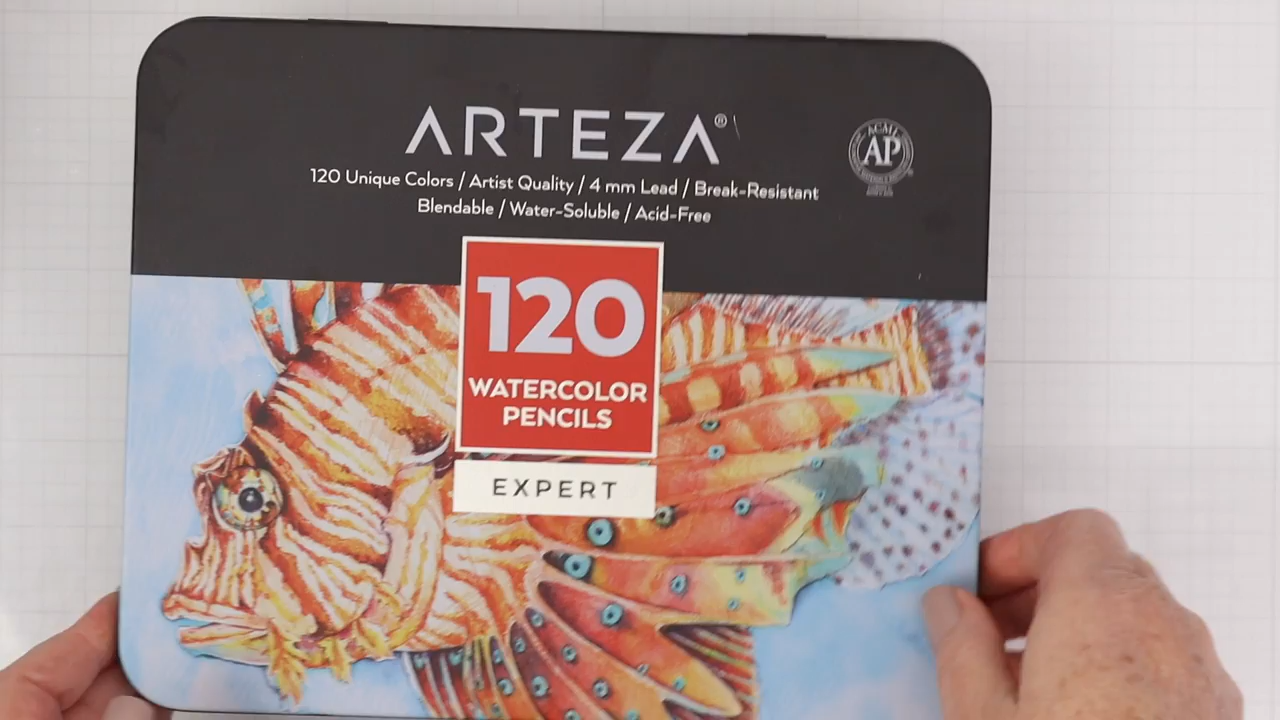 ARTEZA®
120 Unique Colors / Artist Quality / 4 mm Lead / Break-Resistant
Blendable / Water-Soluble / Acid-Free
ACMI
AP
120
WATERCOLOR
PENCILS
EXPERT